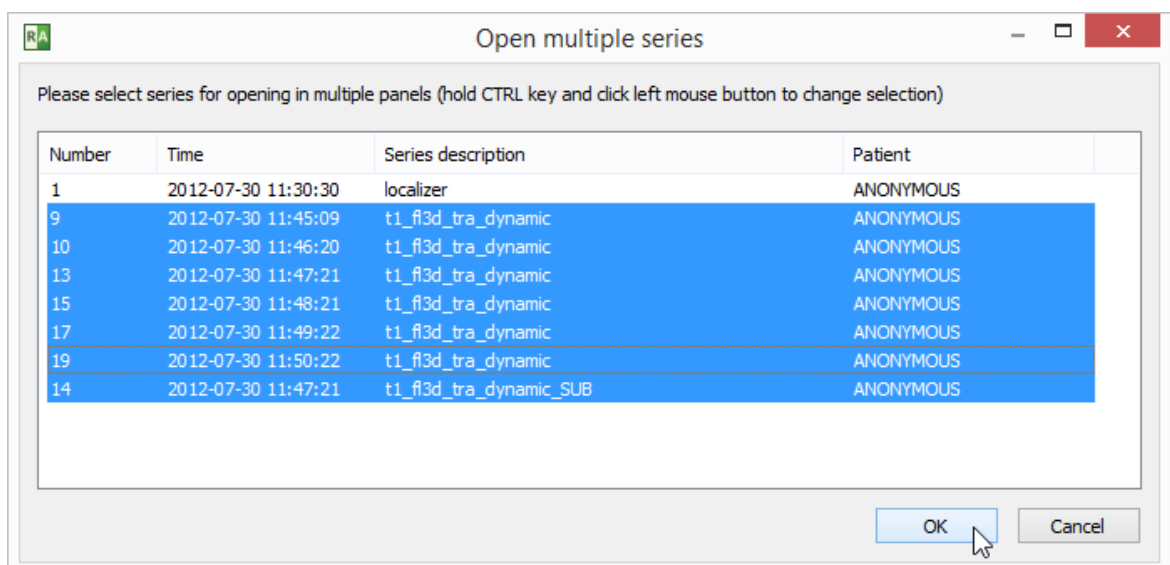 RA Open multiple series
Please select series for opening in multiple panels (hold CTRL key and click left mouse button to change selection)
Number Time Series description Patient
1 2012-07-30 11:30:30 localizer ANONYMOUS
9 2012-07-30 11:45:09 t1_fl3d_tra_dynamic ANONYMOUS
10 2012-07-30 11:46:20 t1_fl3d_tra_dynamic ANONYMOUS
13 2012-07-30 11:47:21 t1_fl3d_tra_dynamic ANONYMOUS
15 2012-07-30 11:48:21 t1_fl3d_tra_dynamic ANONYMOUS
17 2012-07-30 11:49:22 t1_fl3d_tra_dynamic ANONYMOUS
19 2012-07-30 11:50:22 t1_fl3d_tra_dynamic ANONYMOUS
14 2012-07-30 11:47:21 t1_fl3d_tra_dynamic_SUB ANONYMOUS
OK Cancel